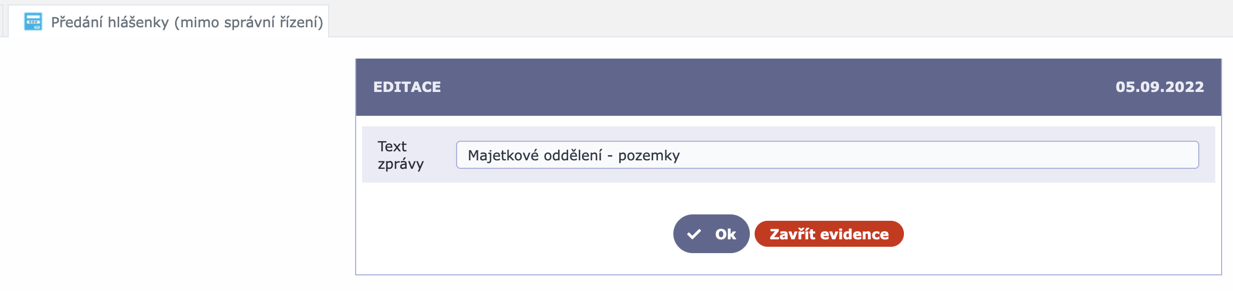 Předání hlášenky (mimo správní řízení)
EDITACE 05.09.2022
Text
zprávy
Majetkové oddělení - pozemky
Ok Zavřít evidence